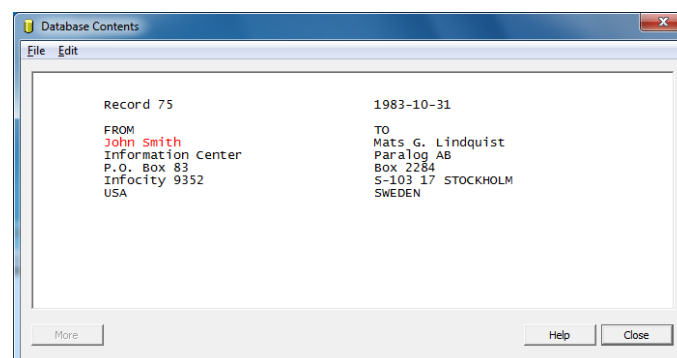 Database Contents
File Edit
Record 75 1983-10-31
FROM TO
John Smith Mats G. Lindquist
Information Center Paralog AB
P.O. Box 83 Box 2284
Infocity 9352 S-103 17 STOCKHOLM
USA SWEDEN
More Help Close